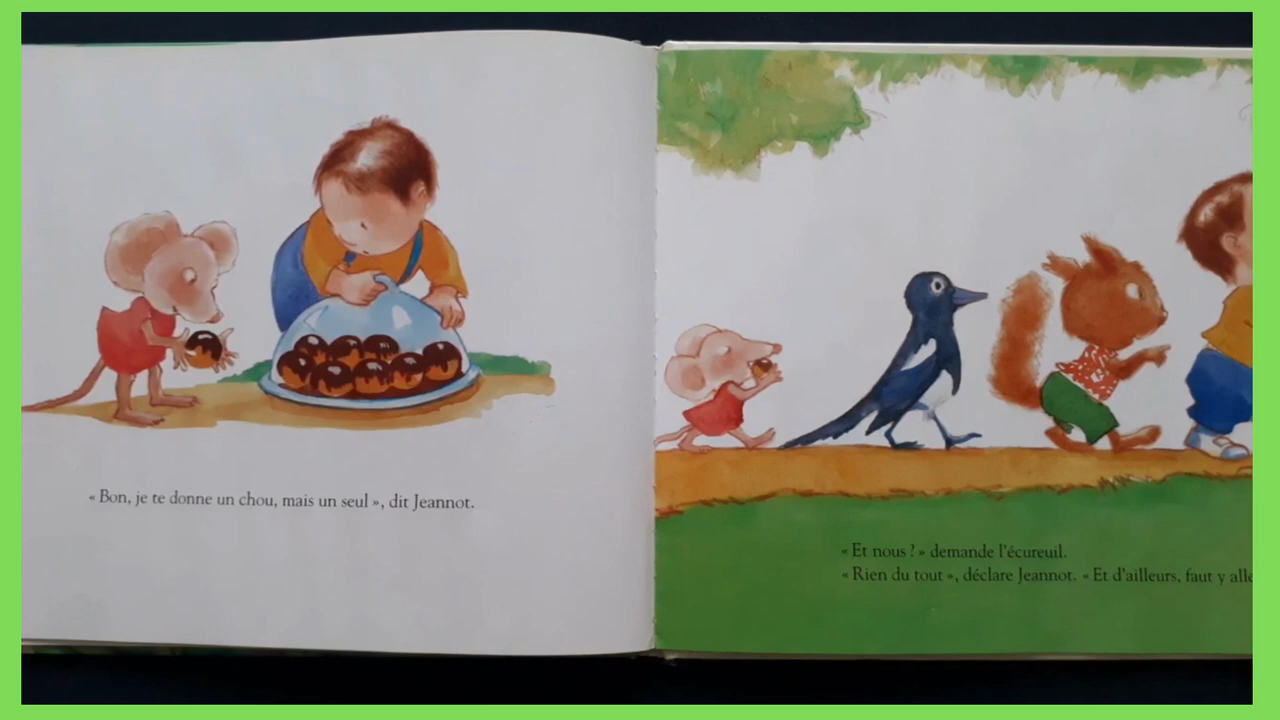 « Bon, je te donne un chou, mais un seul », dit Jeannot.
« Et nous ? » demande l'écureuil.
« Rien du tout », déclare Jeannot. « Et d'ailleurs, faut y alle